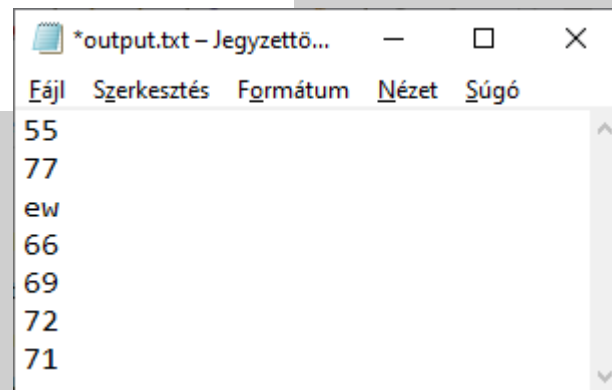 *output.txt – Jegyzettö...
Fájl Szerkesztés Formátum Nézet Súgó
55
77
ew
66
69
72
71